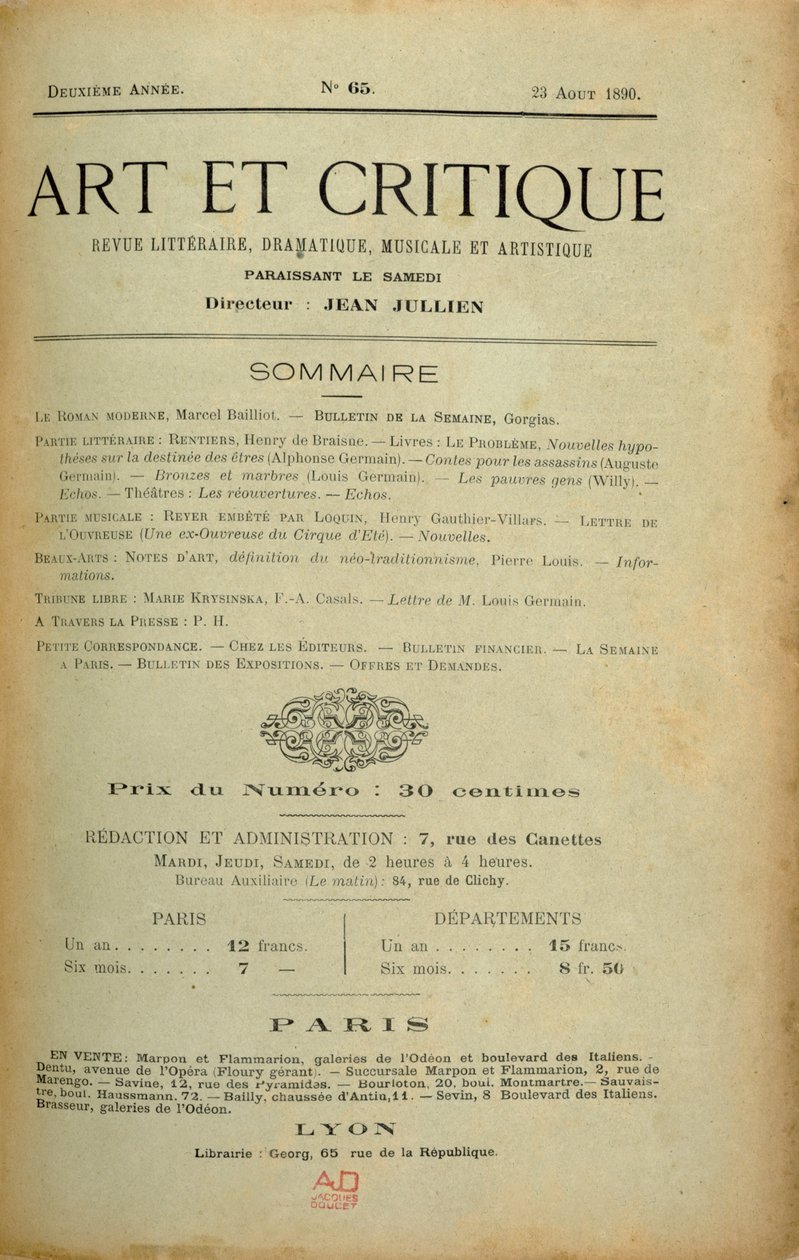 DEUXIÈME ANNÉE. N° 65. 23 AOUT 1890.
ART ET CRITIQUE
REVUE LITTÉRAIRE, DRAMATIQUE, MUSICALE ET ARTISTIQUE
PARAISSANT LE SAMEDI
Directeur : JEAN JULLIEN
SOMMAIRE
LE ROMAN MODERNE, Marcel Bailliot. — BULLETIN DE LA SEMAINE, Gorgias.
PARTIE LITTÉRAIRE : RENTIERS, Henry de Braisne. — Livres : LE PROBLÈME, Nouvelles hypo-
thèses sur la destinée des êtres (Alphonse Germain). — Contes pour les assassins (Auguste
Germain). — Bronzes et marbres (Louis Germain). — Les pauvres gens (Willy). —
Echos. — Théâtres : Les réouvertures. — Echos.
PARTIE MUSICALE : REYER EMBÊTÉ PAR LOQUIN, Henry Gauthier-Villars. — LETTRE DE
L'OUVREUSE (Une ex-Ouvreuse du Cirque d'Eté). — Nouvelles.
BEAUX-ARTS : NOTES D'ART, définition du néo-traditionnisme, Pierre Louis. — Infor-
mations.
TRIBUNE LIBRE : MARIE KRYSINSKA, F.-A. Casals. — Lettre de M. Louis Germain.
A TRAVERS LA PRESSE : P. H.
PETITE CORRESPONDANCE. — CHEZ LES ÉDITEURS. — BULLETIN FINANCIER. — LA SEMAINE
A PARIS. — BULLETIN DES EXPOSITIONS. — OFFRES ET DEMANDES.
Prix du Numéro : 30 centimes
RÉDACTION ET ADMINISTRATION : 7, rue des Canettes
MARDI, JEUDI, SAMEDI, de 2 heures à 4 heures.
Bureau Auxiliaire (Le matin) : 84, rue de Clichy.
PARIS
Un an........ 12 francs.
Six mois....... 7 —
DÉPARTEMENTS
Un an........ 15 francs.
Six mois....... 8 fr. 50
PARIS
EN VENTE : Marpon et Flammarion, galeries de l'Odéon et boulevard des Italiens. -
Dentu, avenue de l'Opéra (Floury gérant). — Succursale Marpon et Flammarion, 2, rue de
Marengo. — Savine, 12, rue des Pyramides. — Bourloton, 20, boul. Montmartre.— Sauvais-
tre, boul. Haussmann. 72. — Bailly, chaussée d'Antin, 11. — Sevin, 8 Boulevard des Italiens.
Brasseur, galeries de l'Odéon.
LYON
Librairie : Georg, 65 rue de la République.
AD
JACQUES
DOUCET